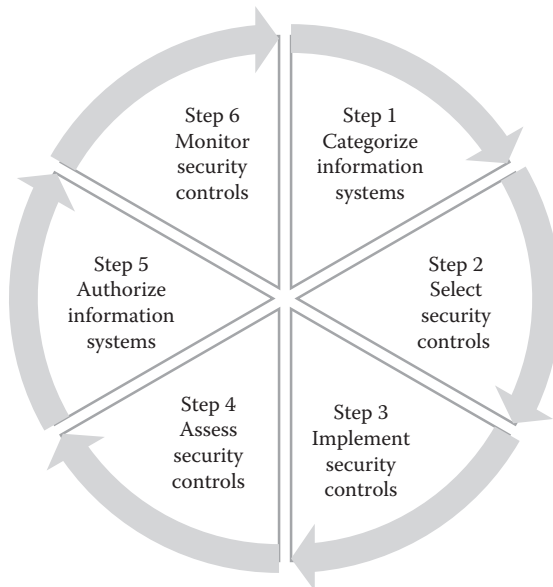 Step 1
Categorize
information
systems
Step 2
Select
security
controls
Step 3
Implement
security
controls
Step 4
Assess
security
controls
Step 5
Authorize
information
systems
Step 6
Monitor
security
controls